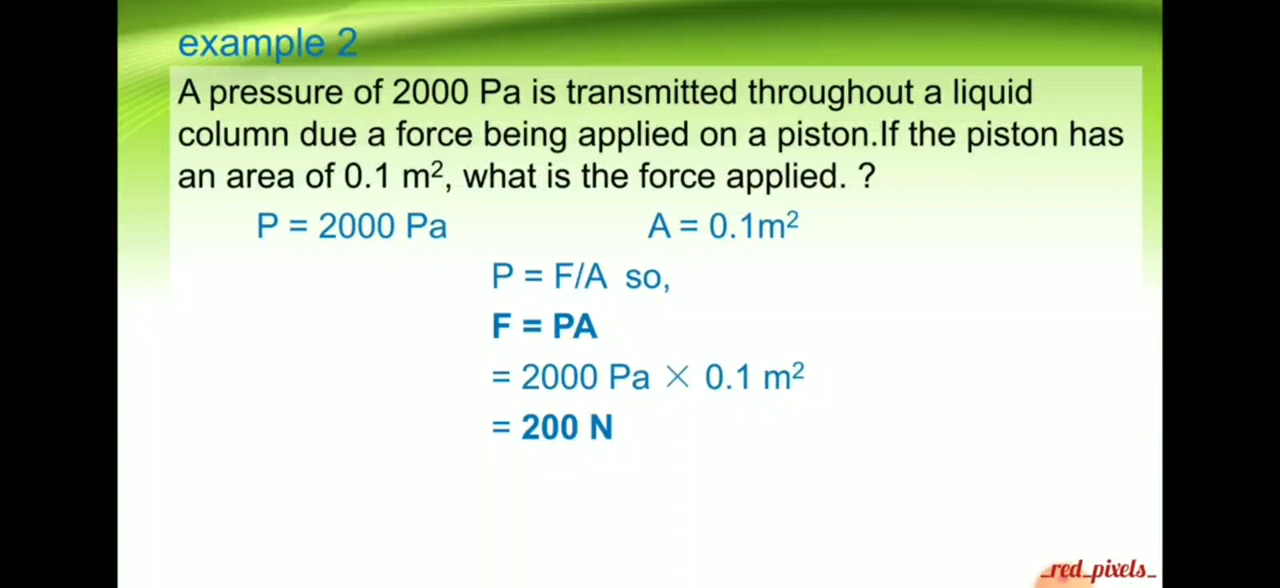 example 2
A pressure of 2000 Pa is transmitted throughout a liquid
column due a force being applied on a piston.If the piston has
an area of 0.1 m², what is the force applied. ?
P = 2000 Pa A = 0.1m²
P = F/A so,
F = PA
= 2000 Pa × 0.1 m²
= 200 N
_red_pixels_